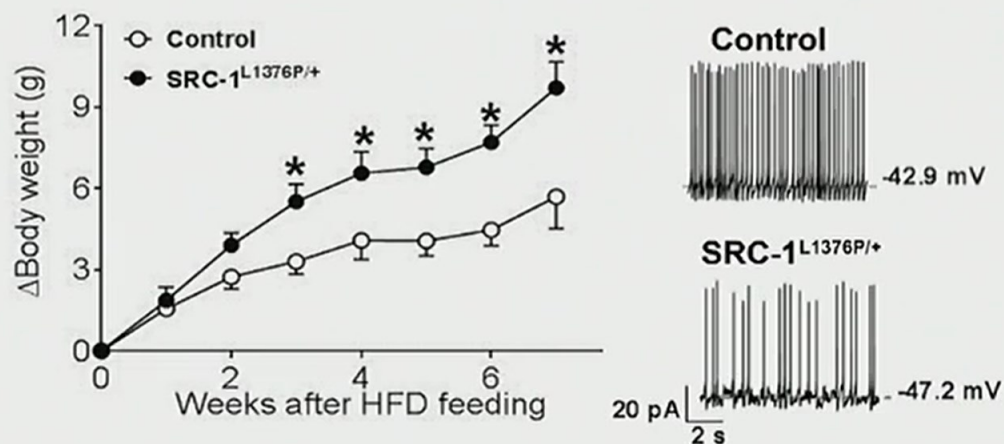 12
9
6
3
0
ΔBody weight (g)
Control
SRC-1L1376P/+
*
*
*
*
*
0
2
4
6
Weeks after HFD feeding
Control
-42.9 mV
SRC-1L1376P/+
-47.2 mV
20 pA
2 s